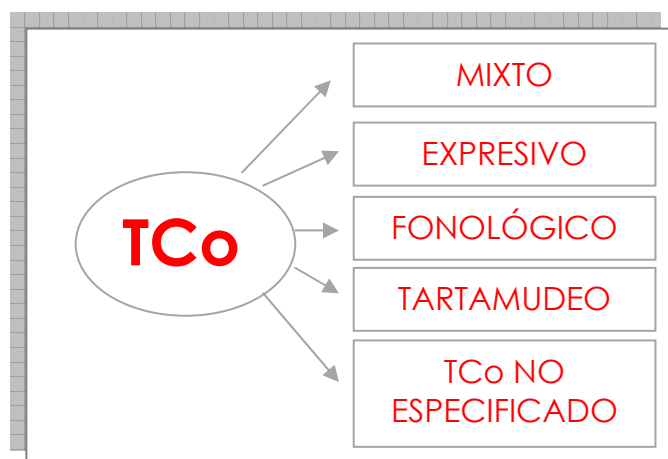 MIXTO
EXPRESIVO
TCo
FONOLÓGICO
TARTAMUDEO
TCo NO
ESPECIFICADO